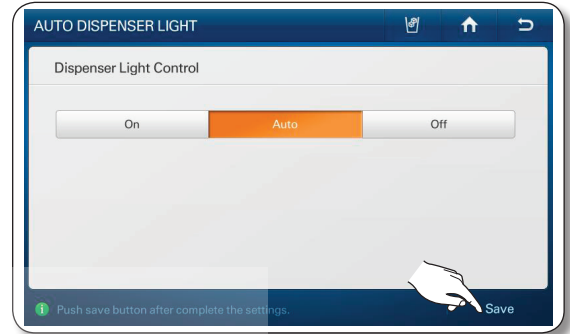 AUTO DISPENSER LIGHT
Dispenser Light Control
On Auto Off
Push save button after complete the settings. Save